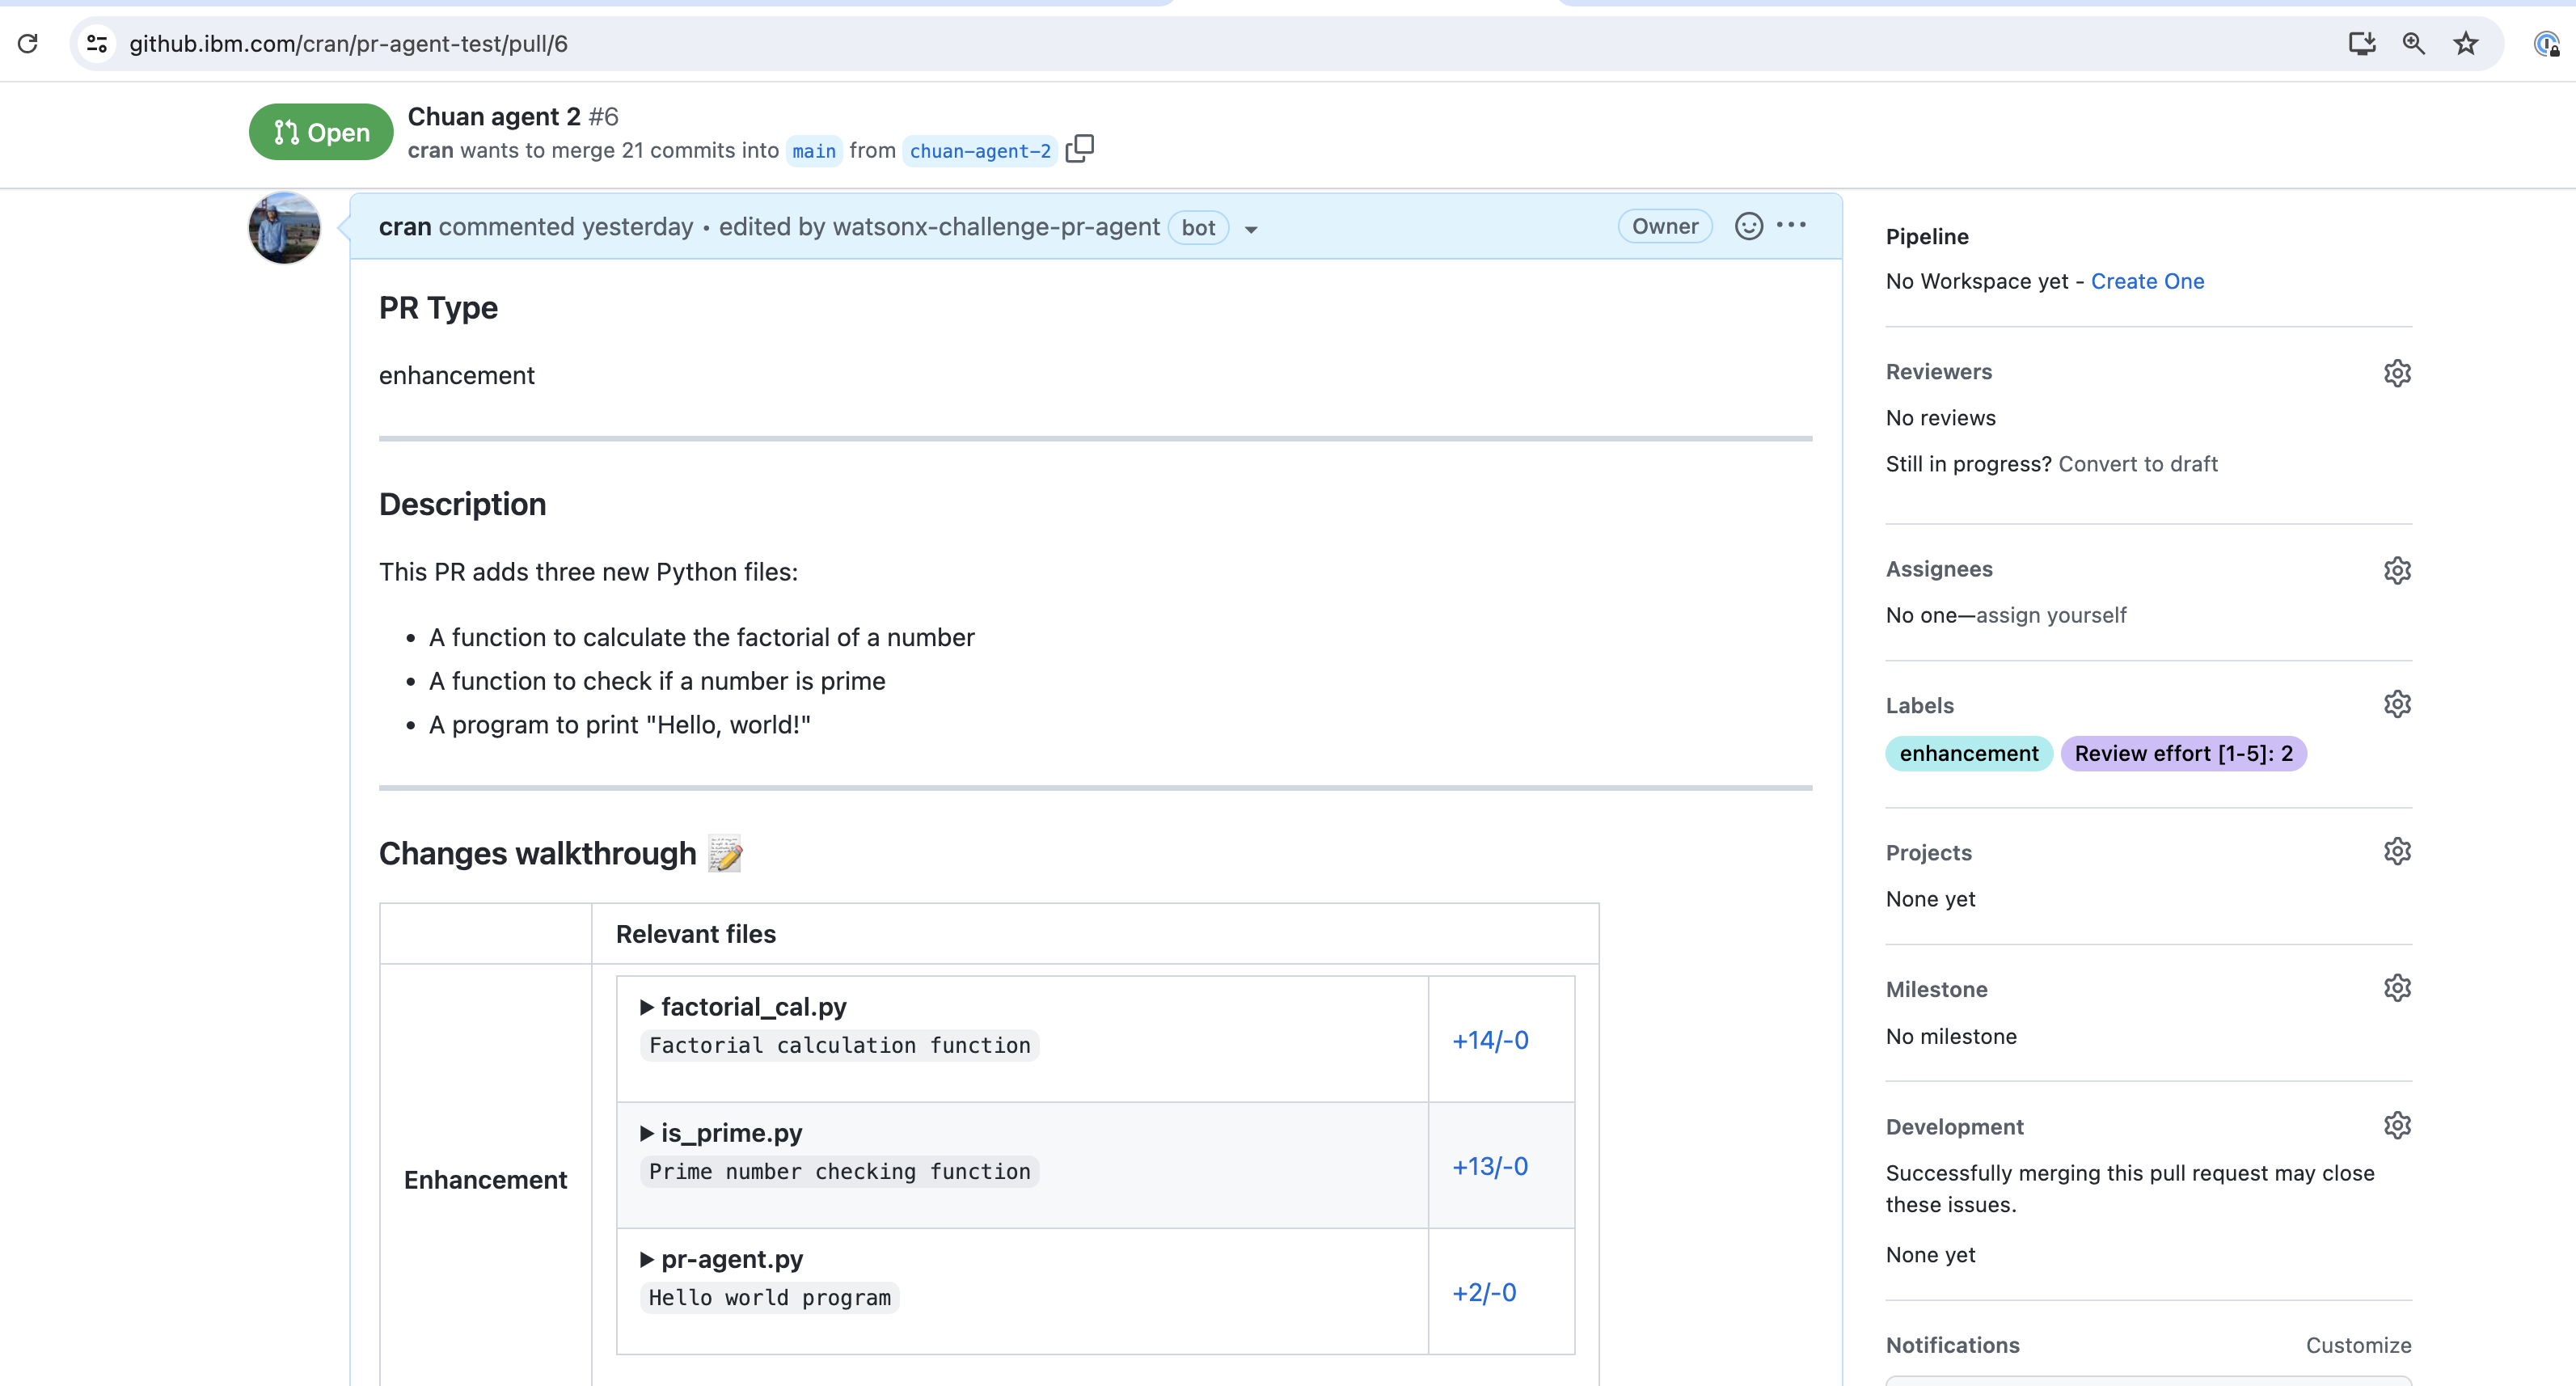 github.ibm.com/cran/pr-agent-test/pull/6
Open
Chuan agent 2 #6
cran wants to merge 21 commits into main from chuan-agent-2
cran commented yesterday • edited by watsonx-challenge-pr-agent bot
Owner
PR Type
enhancement
Description
This PR adds three new Python files:
• A function to calculate the factorial of a number
• A function to check if a number is prime
• A program to print "Hello, world!"
Changes walkthrough
Relevant files
Enhancement
factorial_cal.py
Factorial calculation function
+14/-0
is_prime.py
Prime number checking function
+13/-0
pr-agent.py
Hello world program
+2/-0
Pipeline
No Workspace yet - Create One
Reviewers
No reviews
Still in progress? Convert to draft
Assignees
No one—assign yourself
Labels
enhancement
Review effort [1-5]: 2
Projects
None yet
Milestone
No milestone
Development
Successfully merging this pull request may close
these issues.
None yet
Notifications
Customize